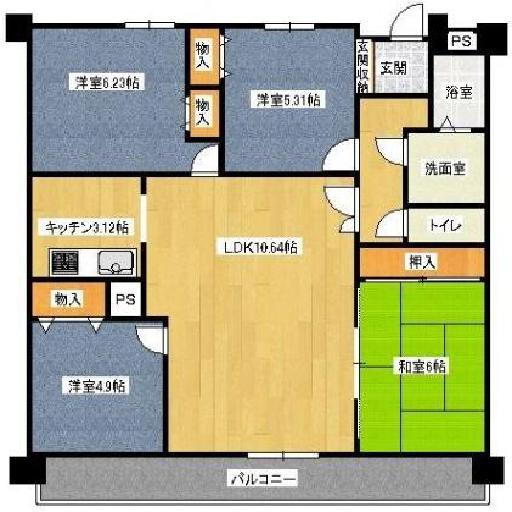 PS
物入
玄関収納
玄関
洋室6.23帖
浴室
洋室5.31帖
物入
洗面室
トイレ
キッチン3.12帖
LDK10.64帖
押入
物入
PS
和室6帖
洋室4.9帖
バルコニー